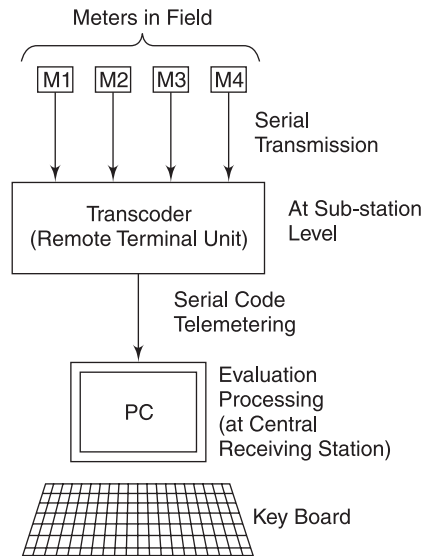 Meters in Field
M1 M2 M3 M4
Serial
Transmission
Transcoder
(Remote Terminal Unit)
At Sub-station
Level
Serial Code
Telemetering
PC
Evaluation
Processing
(at Central
Receiving Station)
Key Board